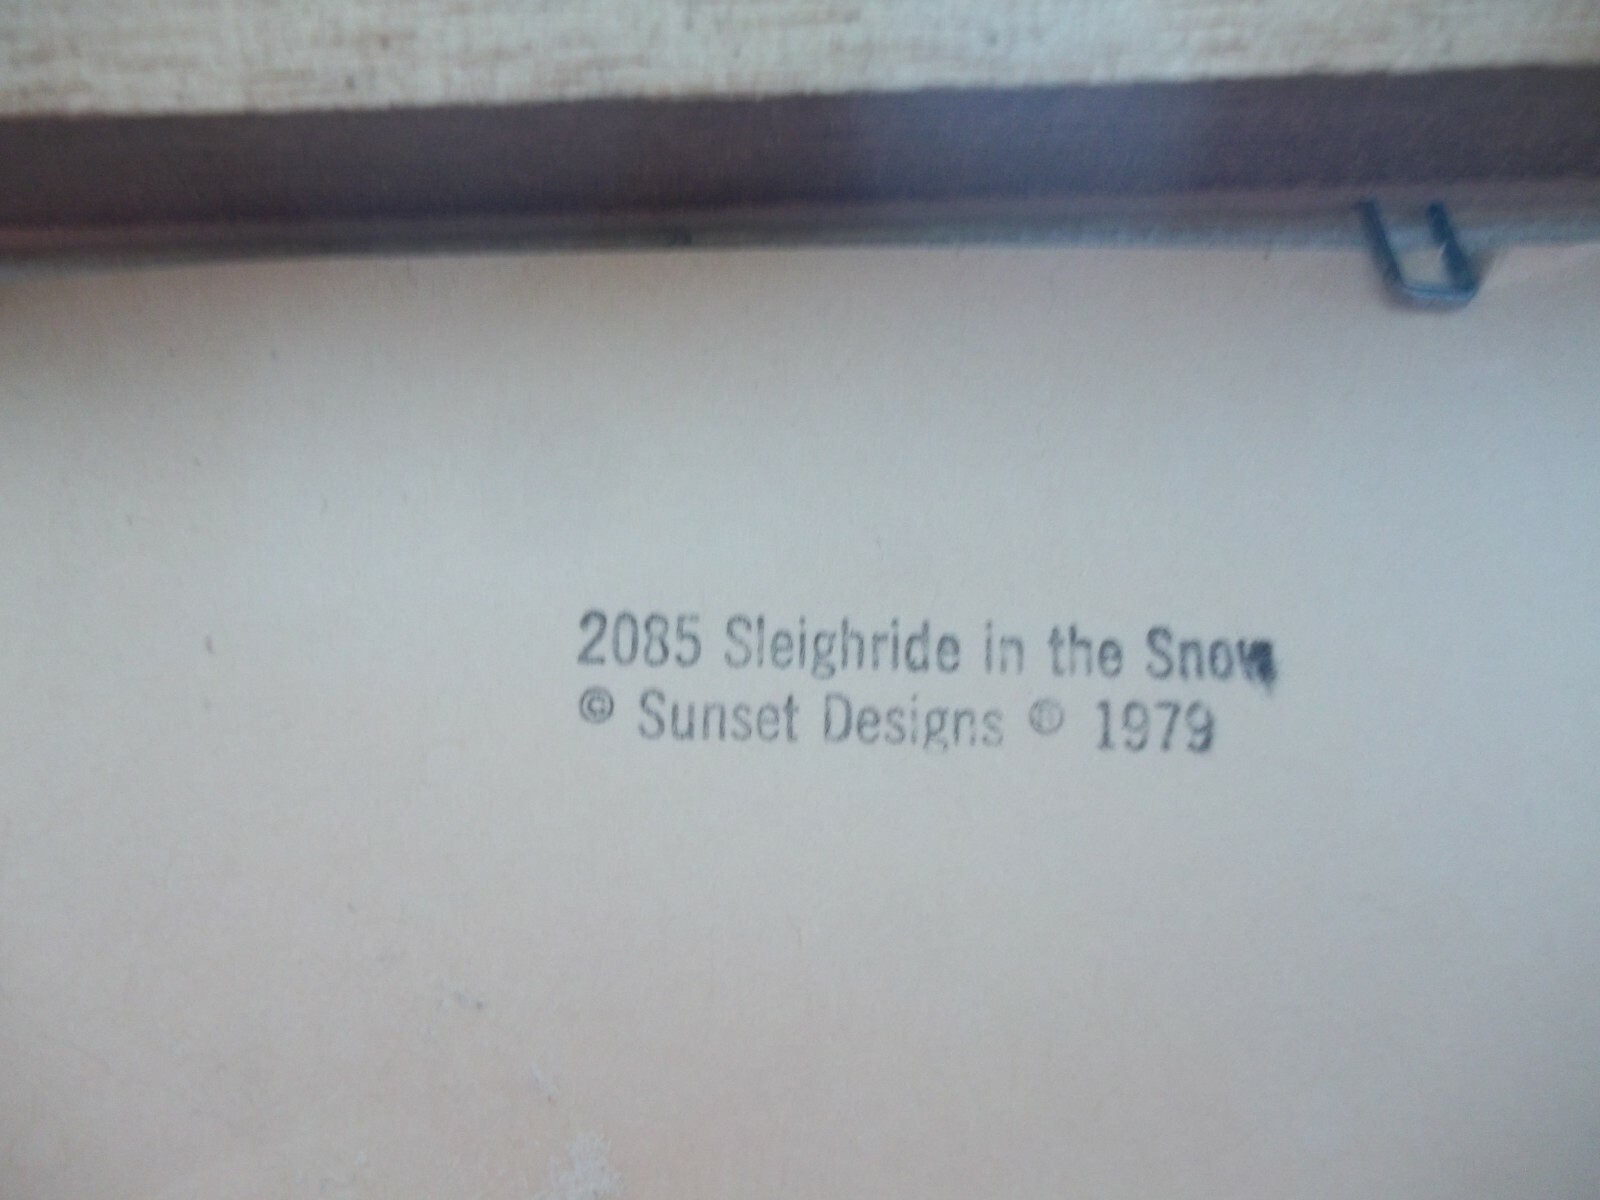 2085 Sleighride in the Snow
© Sunset Designs ® 1979